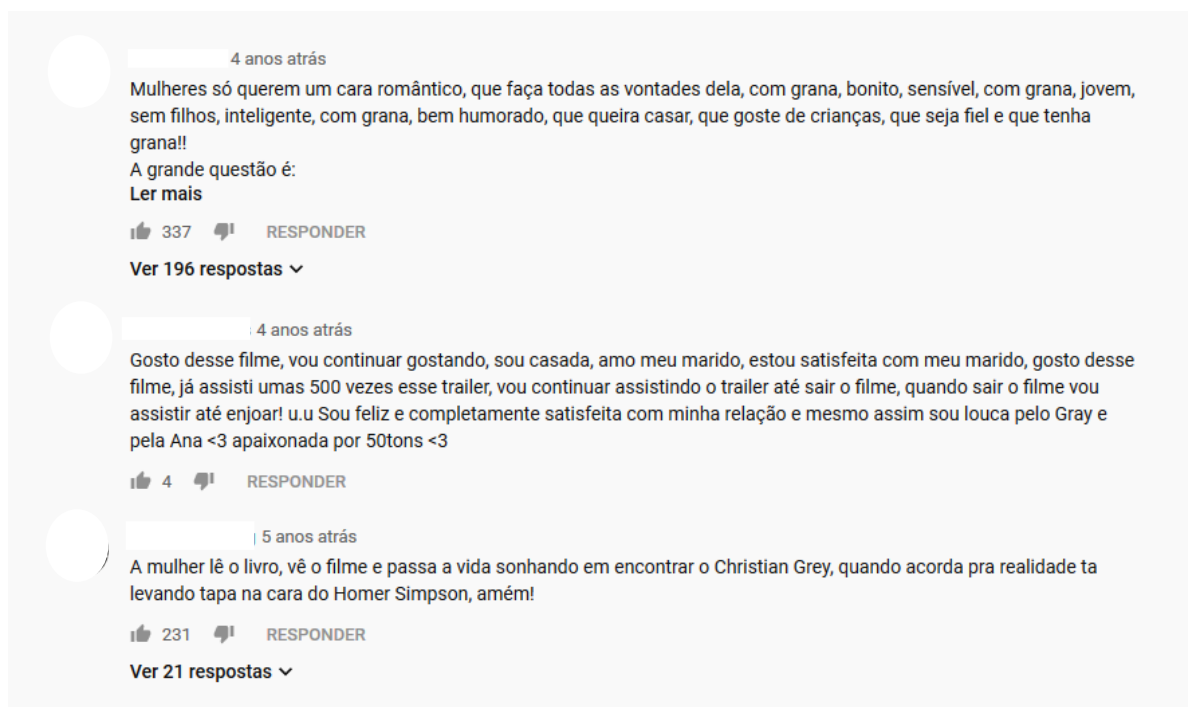 4 anos atrás
Mulheres só querem um cara romântico, que faça todas as vontades dela, com grana, bonito, sensível, com grana, jovem,
sem filhos, inteligente, com grana, bem humorado, que queira casar, que goste de crianças, que seja fiel e que tenha
grana!!
A grande questão é:
Ler mais
337 RESPONDER
Ver 196 respostas
4 anos atrás
Gosto desse filme, vou continuar gostando, sou casada, amo meu marido, estou satisfeita com meu marido, gosto desse
filme, já assisti umas 500 vezes esse trailer, vou continuar assistindo o trailer até sair o filme, quando sair o filme vou
assistir até enjoar! u.u Sou feliz e completamente satisfeita com minha relação e mesmo assim sou louca pelo Gray e
pela Ana <3 apaixonada por 50tons <3
4 RESPONDER
5 anos atrás
A mulher lê o livro, vê o filme e passa a vida sonhando em encontrar o Christian Grey, quando acorda pra realidade ta
levando tapa na cara do Homer Simpson, amém!
231 RESPONDER
Ver 21 respostas